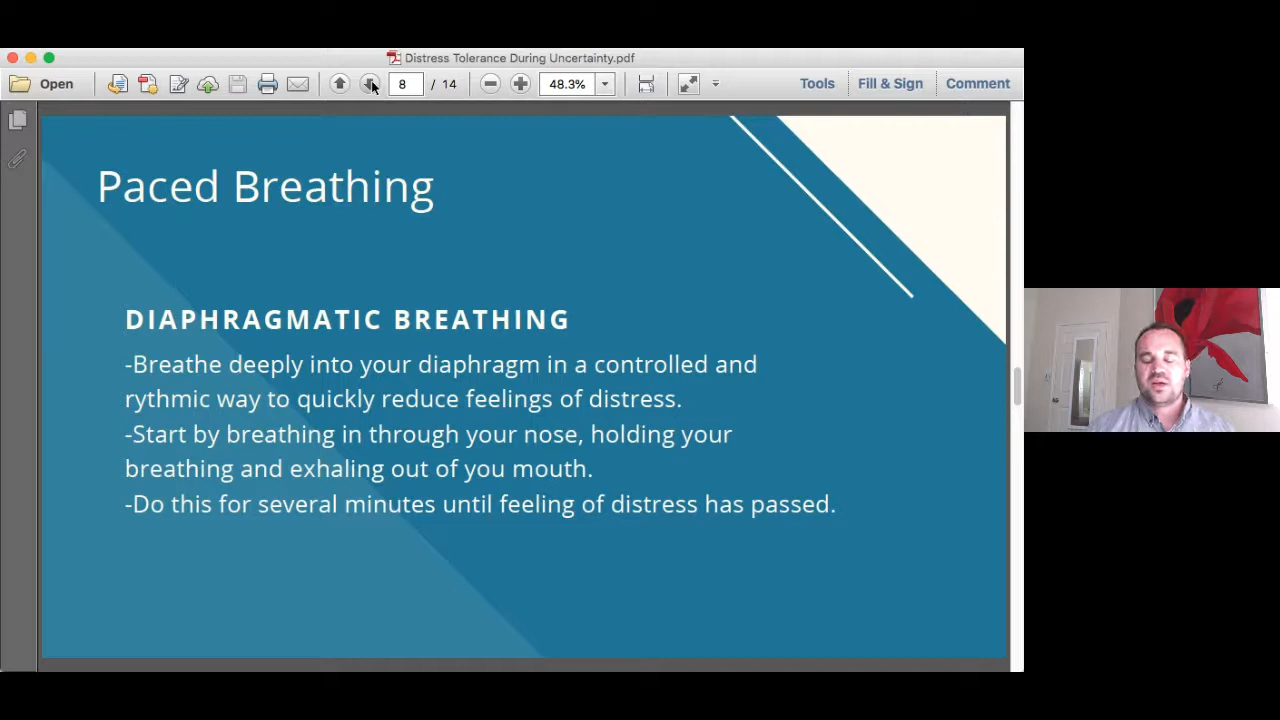 Distress Tolerance During Uncertainty.pdf
Open
8 / 14
48.3%
Tools
Fill & Sign
Comment
Paced Breathing
DIAPHRAGMATIC BREATHING
-Breathe deeply into your diaphragm in a controlled and
rythmic way to quickly reduce feelings of distress.
-Start by breathing in through your nose, holding your
breathing and exhaling out of you mouth.
-Do this for several minutes until feeling of distress has passed.